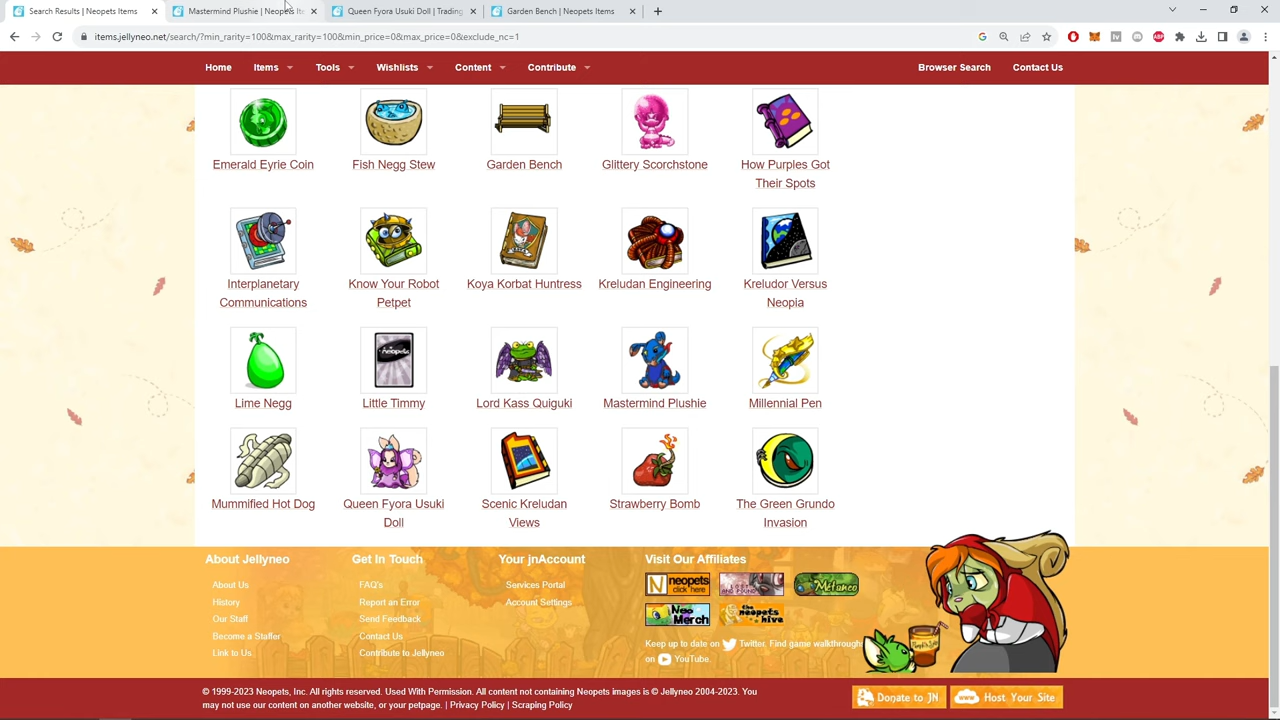 Search Results | Neopets Items
Mastermind Plushie | Neopets Ite
Queen Fyora Usuki Doll | Trading
Garden Bench | Neopets Items
items.jellyneo.net/search/?min_rarity=100&max_rarity=100&min_price=0&max_price=0&exclude_nc=1
Home
Items
Tools
Wishlists
Content
Contribute
Browser Search
Contact Us
Emerald Eyrie Coin
Fish Negg Stew
Garden Bench
Glittery Scorchstone
How Purples Got
Their Spots
Interplanetary
Communications
Know Your Robot
Petpet
Koya Korbat Huntress
Kreludan Engineering
Kreludor Versus
Neopia
Lime Negg
Little Timmy
Lord Kass Quiguki
Mastermind Plushie
Millennial Pen
Mummified Hot Dog
Queen Fyora Usuki
Doll
Scenic Kreludan
Views
Strawberry Bomb
The Green Grundo
Invasion
About Jellyneo
About Us
History
Our Staff
Become a Staffer
Link to Us
Get In Touch
FAQ's
Report an Error
Send Feedback
Contact Us
Contribute to Jellyneo
Your jnAccount
Services Portal
Account Settings
Visit Our Affiliates
neopets
click here
Neo
Merch
the
neopets
hive
Keep up to date on Twitter. Find game walkthroughs
on YouTube.
© 1999-2023 Neopets, Inc. All rights reserved. Used With Permission. All content not containing Neopets images is © Jellyneo 2004-2023. You
may not use our content on another website, or your petpage. | Privacy Policy | Scraping Policy
Donate to JN
Host Your Site